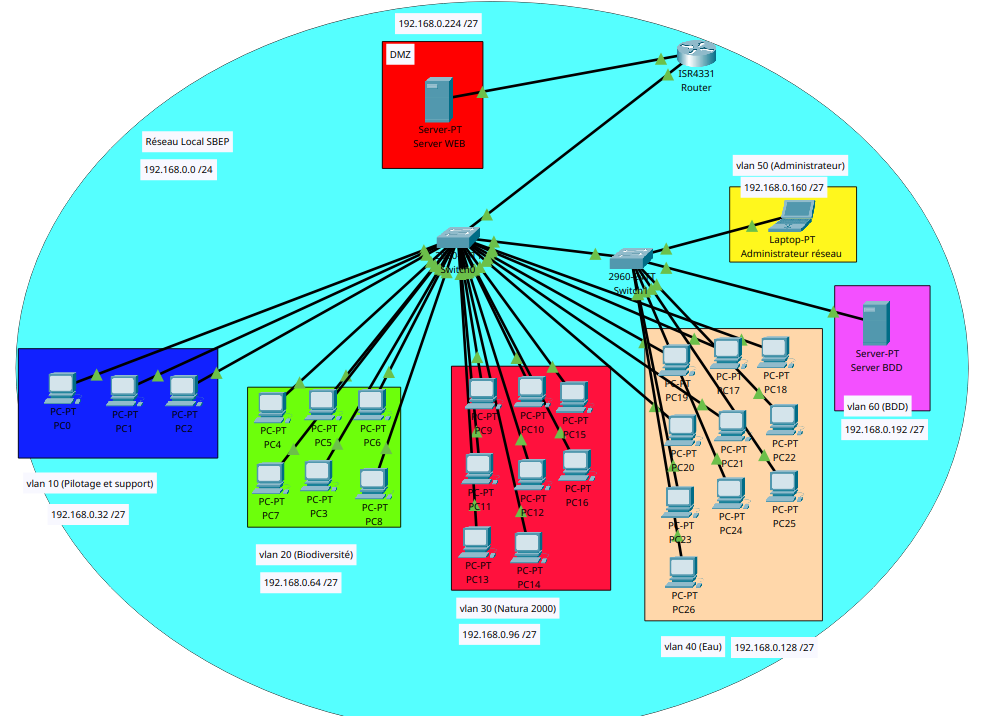 192.168.0.224 /27
DMZ
Server-PT
Server WEB
ISR4331
Router
Réseau Local SBEP
192.168.0.0 /24
vlan 50 (Administrateur)
192.168.0.160 /27
Laptop-PT
Administrateur réseau
Switch0
Switch
Server-PT
Server BDD
vlan 60 (BDD)
192.168.0.192 /27
PC-PT
PC0
PC-PT
PC1
PC-PT
PC2
vlan 10 (Pilotage et support)
192.168.0.32 /27
PC-PT
PC4
PC-PT
PC5
PC-PT
PC6
PC-PT
PC7
PC-PT
PC3
PC-PT
PC8
vlan 20 (Biodiversité)
192.168.0.64 /27
PC-PT
PC9
PC-PT
PC10
PC-PT
PC15
PC-PT
PC11
PC-PT
PC12
PC-PT
PC16
PC-PT
PC13
PC-PT
PC14
vlan 30 (Natura 2000)
192.168.0.96 /27
PC-PT
PC19
PC-PT
PC17
PC-PT
PC18
PC-PT
PC20
PC-PT
PC21
PC-PT
PC22
PC-PT
PC23
PC-PT
PC24
PC-PT
PC25
PC-PT
PC26
vlan 40 (Eau)
192.168.0.128 /27